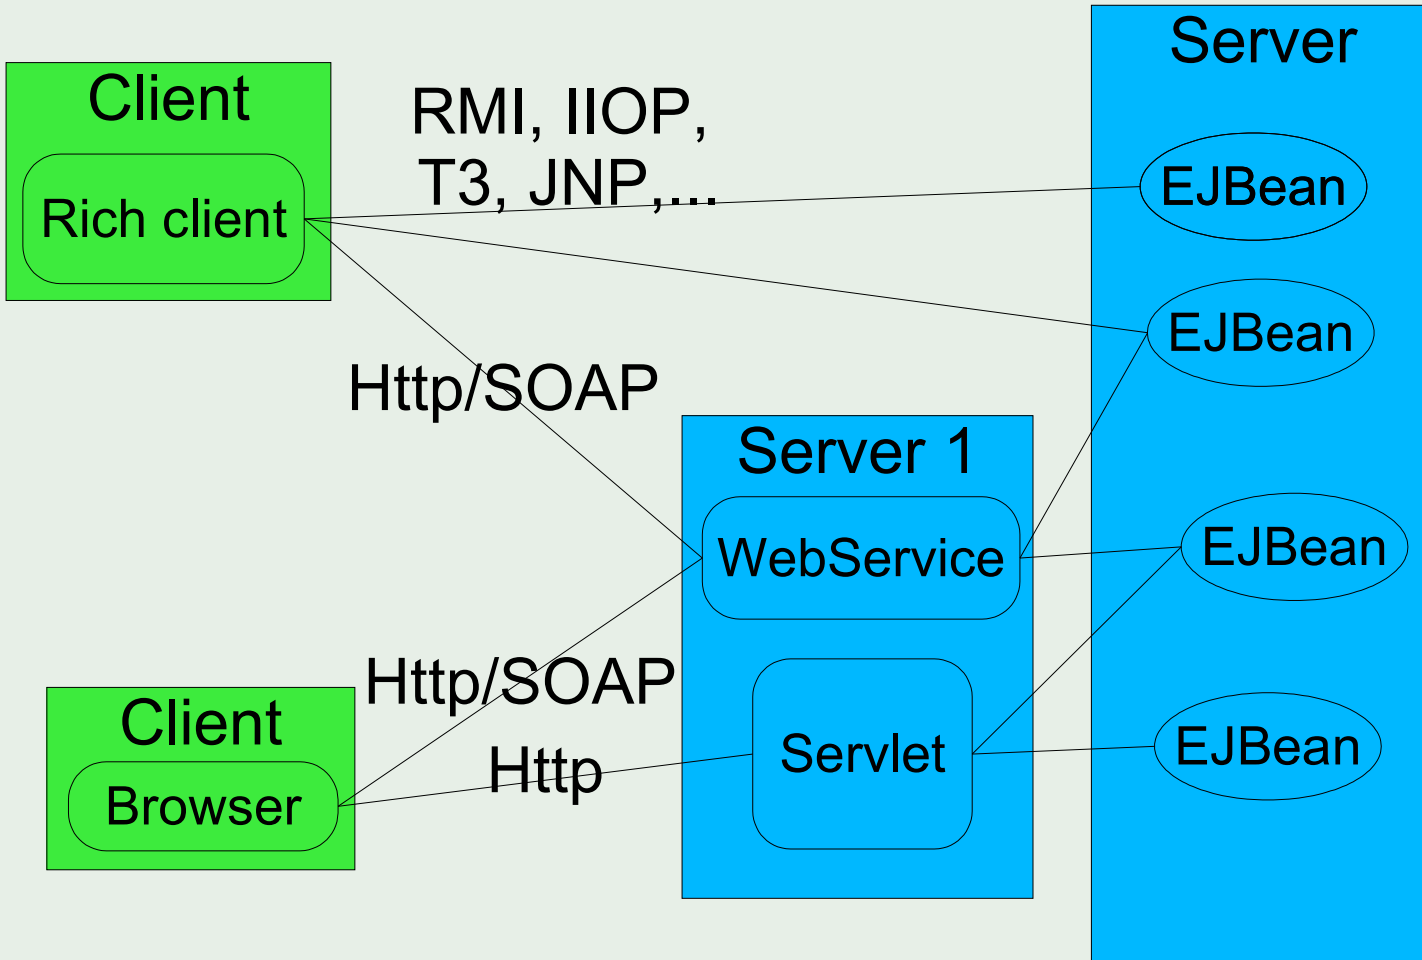 Server
Client
RMI, IIOP,
T3, JNP,...
EJBean
Rich client
EJBean
Http/SOAP
Server 1
WebService
EJBean
Http/SOAP
Client
Http
Servlet
EJBean
Browser